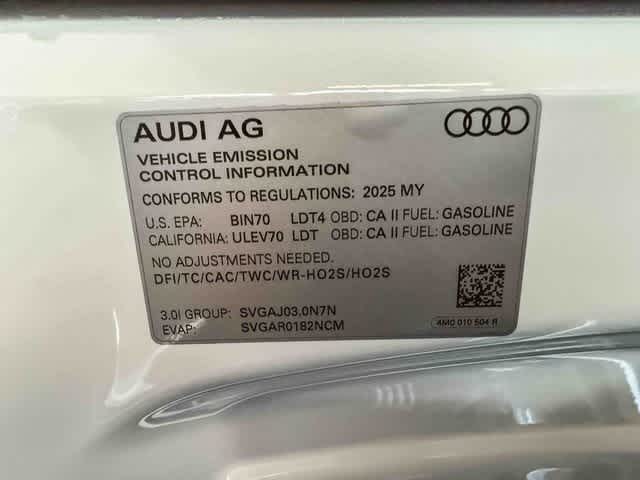 AUDI AG
VEHICLE EMISSION
CONTROL INFORMATION
CONFORMS TO REGULATIONS: 2025 MY
U.S. EPA: BIN70 LDT4 OBD: CA II FUEL: GASOLINE
CALIFORNIA: ULEV70 LDT OBD: CA II FUEL: GASOLINE
NO ADJUSTMENTS NEEDED.
DFI/TC/CAC/TWC/WR-HO2S/HO2S
3.0l GROUP: SVGAJ03.0N7N
EVAP: SVGAR0182NCM
4M0 010 504 R